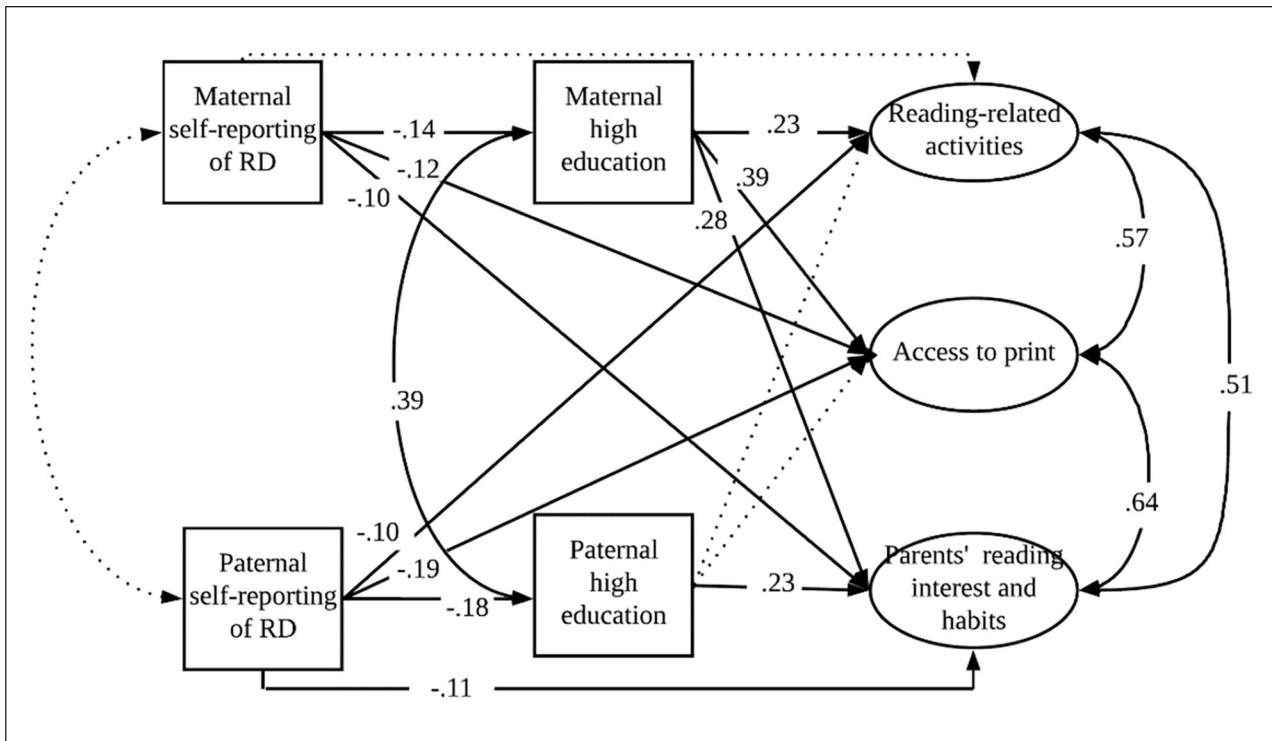 Maternal
self-reporting
of RD
-.14
-.12
-.10
Maternal
high
education
.23
.39
.28
Reading-related
activities
.57
Access to print
.51
.39
.64
Paternal
self-reporting
of RD
-.10
-.19
-.18
Paternal
high
education
.23
Parents' reading
interest and
habits
-.11